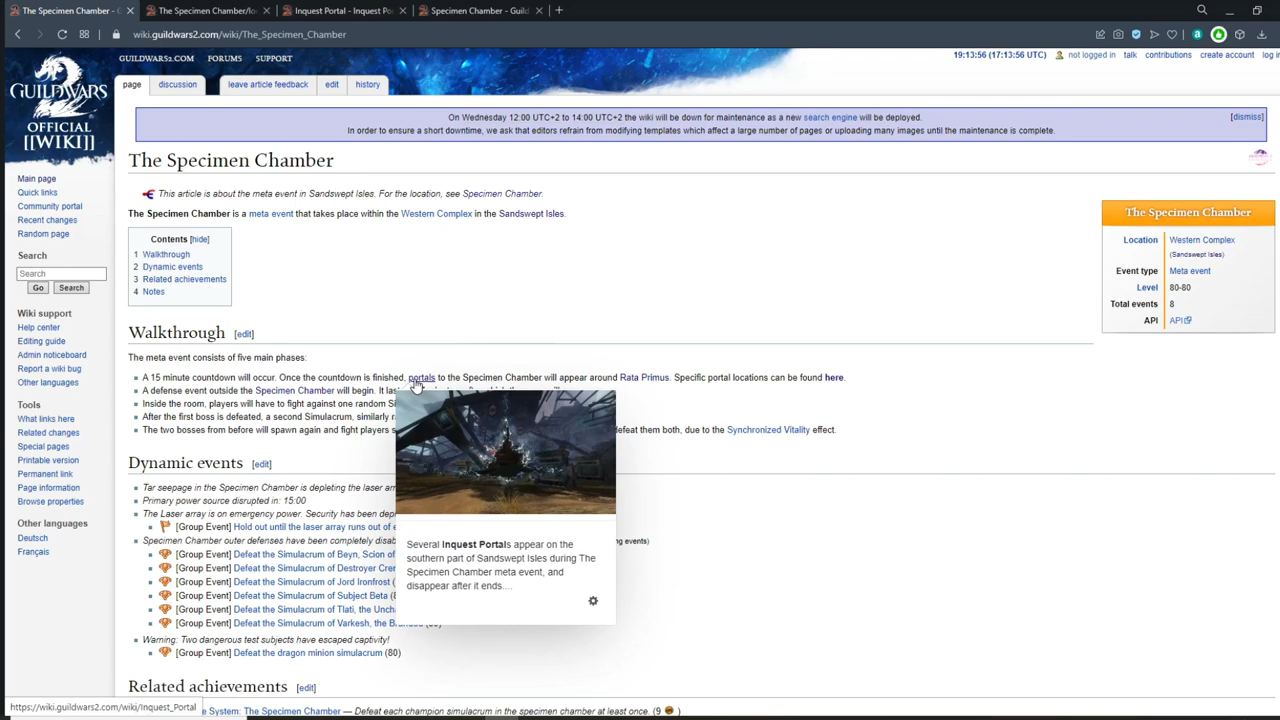 The Specimen Chamber - G
The Specimen Chamber/lo
Inquest Portal - Inquest Po
Specimen Chamber - Guild
wiki.guildwars2.com/wiki/The_Specimen_Chamber
GUILDWARS2.COM FORUMS SUPPORT
19:13:56 (17:13:56 UTC) not logged in talk contributions create account log in
page discussion leave article feedback edit history
GUILD WARS
OFFICIAL
[[WIKI]]
On Wednesday 12:00 UTC+2 to 14:00 UTC+2 the wiki will be down for maintenance as a new search engine will be deployed.
In order to ensure a short downtime, we ask that editors refrain from modifying templates which affect a large number of pages or uploading many images until the maintenance is complete.
[dismiss]
The Specimen Chamber
This article is about the meta event in Sandswept Isles. For the location, see Specimen Chamber.
The Specimen Chamber is a meta event that takes place within the Western Complex in the Sandswept Isles.
Contents [hide]
1 Walkthrough
2 Dynamic events
3 Related achievements
4 Notes
The Specimen Chamber
Location Western Complex
(Sandswept Isles)
Event type Meta event
Level 80-80
Total events 8
API API
Main page
Quick links
Community portal
Recent changes
Random page
Search
Search
Go Search
Wiki support
Help center
Editing guide
Admin noticeboard
Report a wiki bug
Other languages
Tools
What links here
Related changes
Special pages
Printable version
Permanent link
Page information
Browse properties
Other languages
Deutsch
Français
Walkthrough [edit]
The meta event consists of five main phases:
A 15 minute countdown will occur. Once the countdown is finished, portals to the Specimen Chamber will appear around Rata Primus. Specific portal locations can be found here.
A defense event outside the Specimen Chamber will begin. It las
Inside the room, players will have to fight against one random Si
After the first boss is defeated, a second Simulacrum, similarly ra
The two bosses from before will spawn again and fight players s defeat them both, due to the Synchronized Vitality effect.
Several Inquest Portals appear on the
southern part of Sandswept Isles during The
Specimen Chamber meta event, and
disappear after it ends....
Dynamic events [edit]
Tar seepage in the Specimen Chamber is depleting the laser arr
Primary power source disrupted in: 15:00
The Laser array is on emergency power. Security has been dep
[Group Event] Hold out until the laser array runs out of e
Specimen Chamber outer defenses have been completely disab ng events)
[Group Event] Defeat the Simulacrum of Beyn, Scion of
[Group Event] Defeat the Simulacrum of Destroyer Cre
[Group Event] Defeat the Simulacrum of Jord Ironfrost (
[Group Event] Defeat the Simulacrum of Subject Beta (8
[Group Event] Defeat the Simulacrum of Tlati, the Uncha
[Group Event] Defeat the Simulacrum of Varkesh, the Branded (80)
Warning: Two dangerous test subjects have escaped captivity!
[Group Event] Defeat the dragon minion simulacrum (80)
Related achievements [edit]
e System: The Specimen Chamber — Defeat each champion simulacrum in the specimen chamber at least once. (9 )
https://wiki.guildwars2.com/wiki/Inquest_Portal